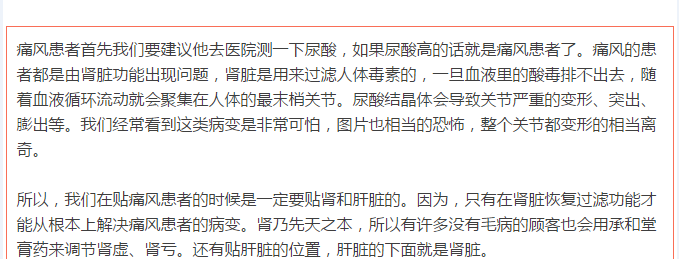 痛风患者首先我们要建议他去医院测一下尿酸，如果尿酸高的话就是痛风患者了。痛风的患
者都是由肾脏功能出现问题，肾脏是用来过滤人体毒素的，一旦血液里的酸毒排不出去，随
着血液循环流动就会聚集在人体的最末梢关节。尿酸结晶体会导致关节严重的变形、突出、
膨出等。我们经常看到这类病变是非常可怕，图片也相当的恐怖，整个关节都变形的相当离
奇。
所以，我们在贴痛风患者的时候是一定要贴肾和肝脏的。因为，只有在肾脏恢复过滤功能才
能从根本上解决痛风患者的病变。肾乃先天之本，所以有许多没有毛病的顾客也会用承和堂
膏药来调节肾虚、肾亏。还有贴肝脏的位置，肝脏的下面就是肾脏。